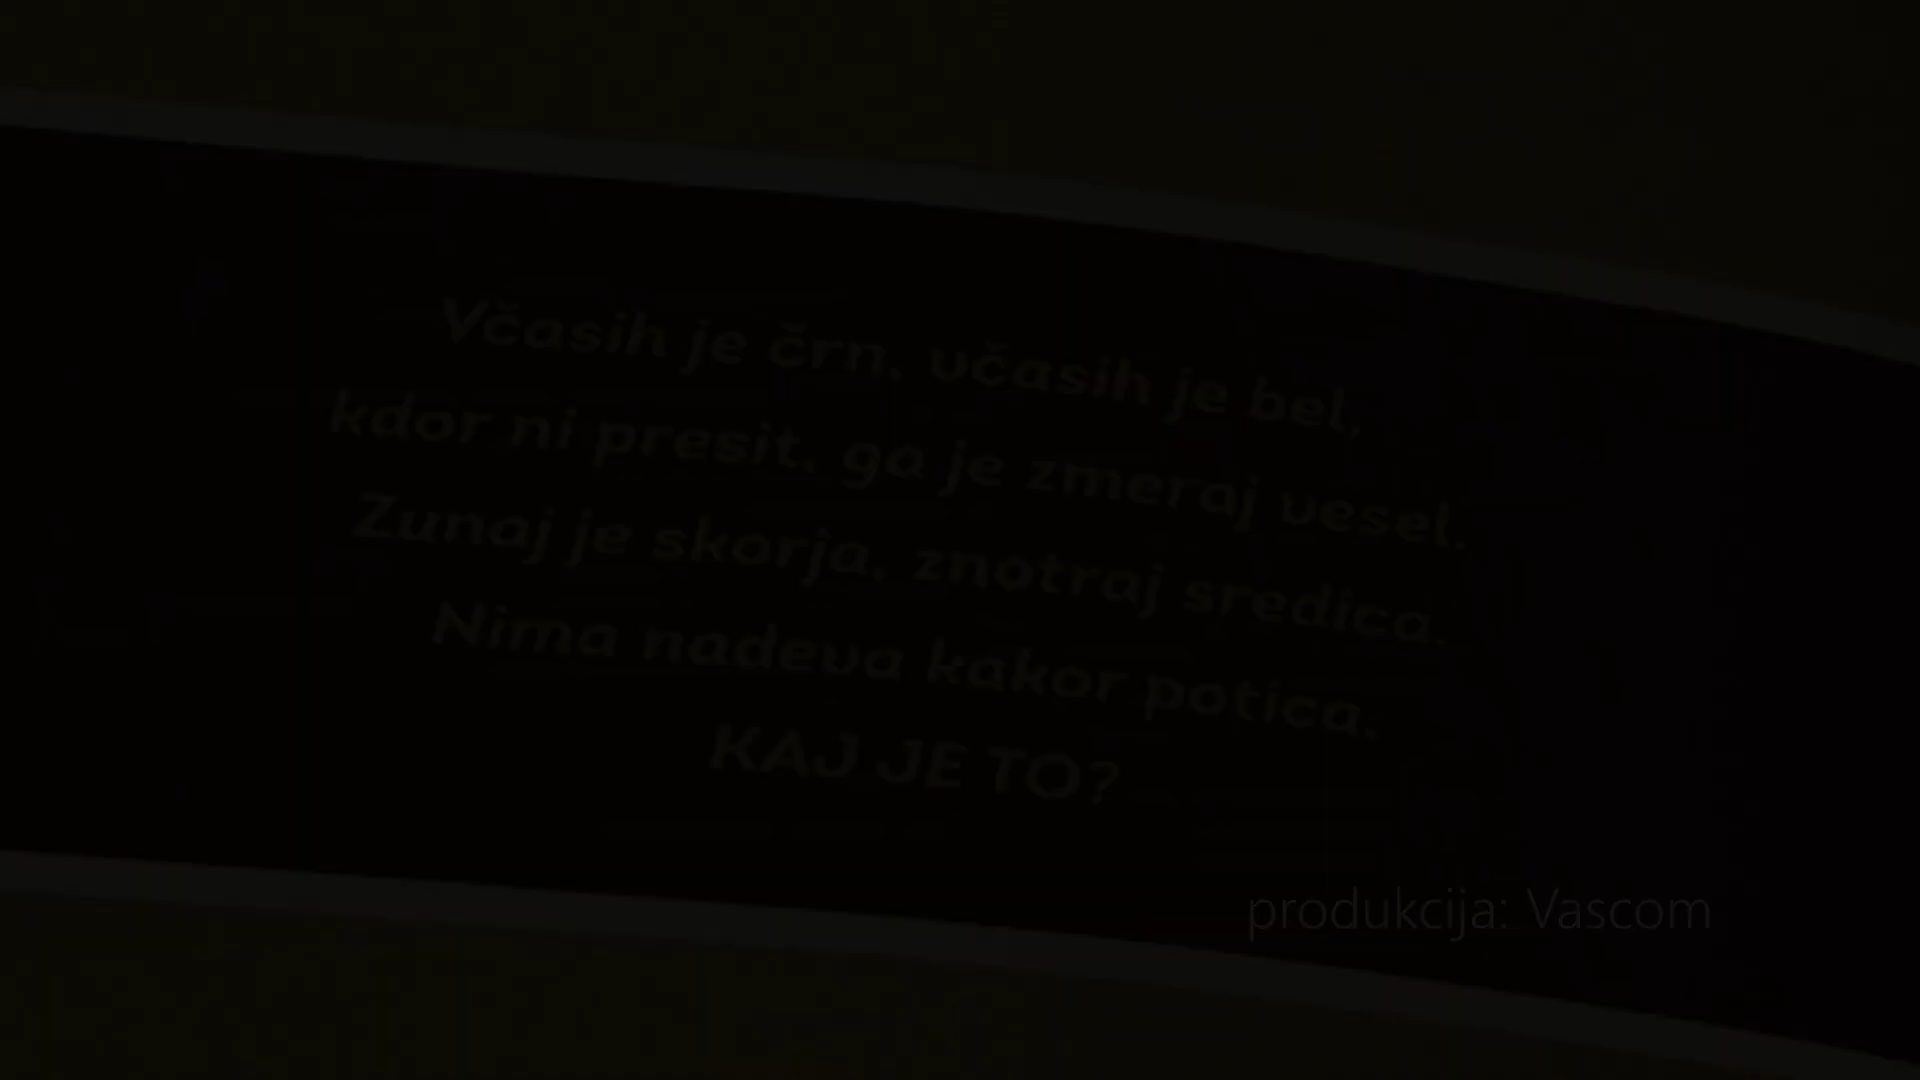 Včasih je črn, včasih je bel,
kdor ni presit, ga je zmeraj vesel.
Zunaj je skorja, znotraj sredica.
Nima nadeva kakor potica.
KAJ JE TO?
produkcija: Vascom